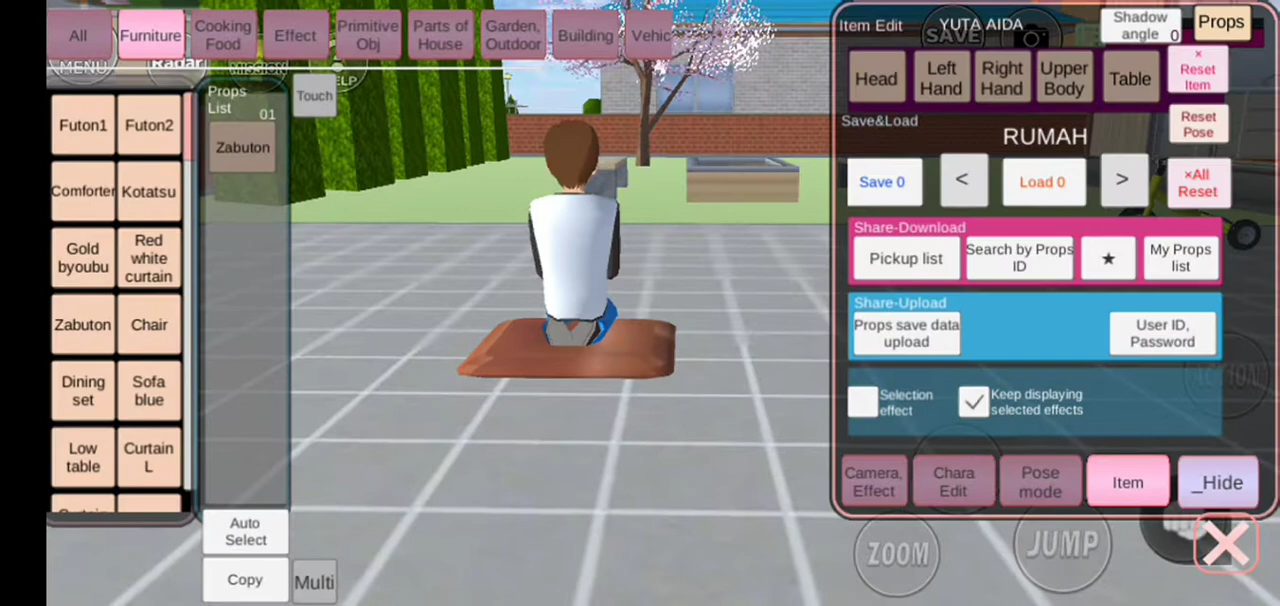 All
Furniture
Cooking
Food
Effect
Primitive
Obj
Parts of
House
Garden,
Outdoor
Building
Vehic
MENU
Radar
MISSION
SAVE
Item Edit
YUTA AIDA
Shadow
angle 0
Props
Head
Left
Hand
Right
Hand
Upper
Body
Table
×
Reset
Item
Reset
Pose
Save&Load
RUMAH
Save 0
<
Load 0
>
×All
Reset
Share-Download
Pickup list
Search by Props
ID
★
My Props
list
Share-Upload
Props save data
upload
User ID,
Password
Selection
effect
Keep displaying
selected effects
Camera,
Effect
Chara
Edit
Pose
mode
Item
_Hide
Props
List 01
Zabuton
Touch
Futon1
Futon2
Comforter
Kotatsu
Gold
byoubu
Red
white
curtain
Zabuton
Chair
Dining
set
Sofa
blue
Low
table
Curtain
L
Auto
Select
Copy
Multi
ACTION
ZOOM
JUMP